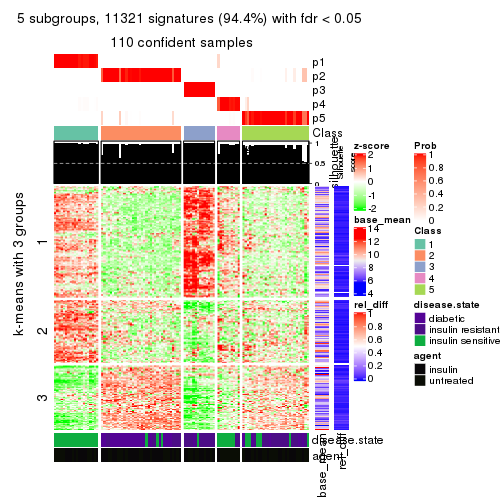 5 subgroups, 11321 signatures (94.4%) with fdr < 0.05
110 confident samples
p1
p2
p3
p4
p5
Class
1
0.5
0
silhouette
k-means with 3 groups
1
2
3
disease.state
agent
base_mean
rel_diff
z-score
2
1
0
-1
-2
base_mean
14
12
10
8
6
4
rel_diff
1
0.8
0.6
0.4
0.2
0
Prob
1
0.8
0.6
0.4
0.2
0
Class
1
2
3
4
5
disease.state
diabetic
insulin resistant
insulin sensitive
agent
insulin
untreated